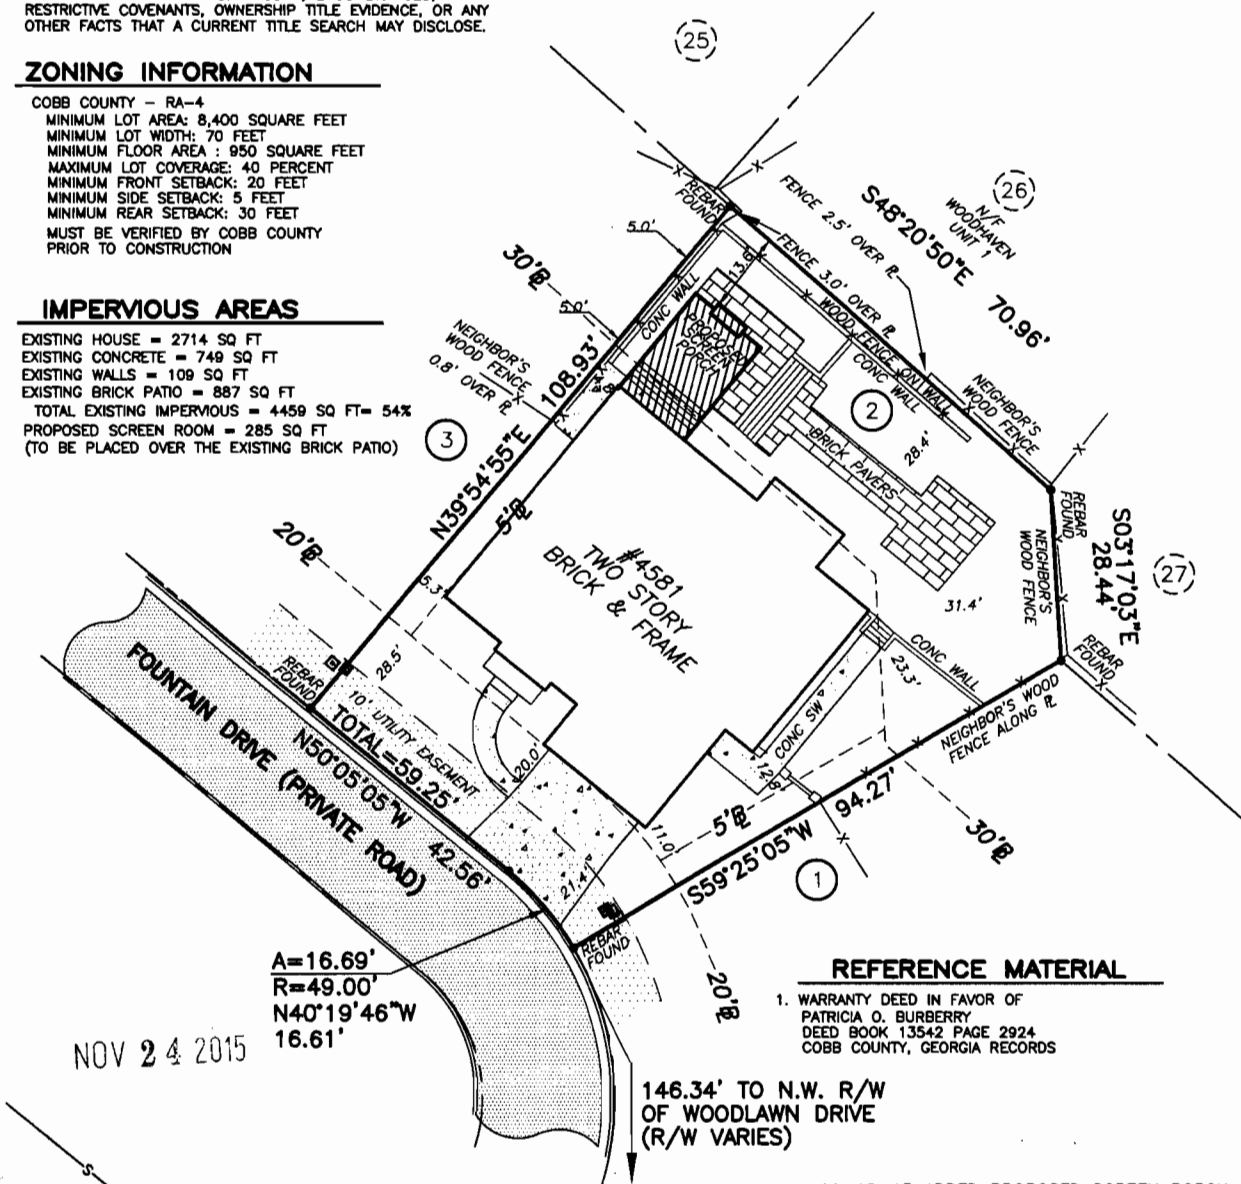 RESTRICTIVE COVENANTS, OWNERSHIP TITLE EVIDENCE, OR ANY
OTHER FACTS THAT A CURRENT TITLE SEARCH MAY DISCLOSE.
ZONING INFORMATION
COBB COUNTY - RA-4
MINIMUM LOT AREA: 8,400 SQUARE FEET
MINIMUM LOT WIDTH: 70 FEET
MINIMUM FLOOR AREA : 950 SQUARE FEET
MAXIMUM LOT COVERAGE: 40 PERCENT
MINIMUM FRONT SETBACK: 20 FEET
MINIMUM SIDE SETBACK: 5 FEET
MINIMUM REAR SETBACK: 30 FEET
MUST BE VERIFIED BY COBB COUNTY
PRIOR TO CONSTRUCTION
IMPERVIOUS AREAS
EXISTING HOUSE = 2714 SQ FT
EXISTING CONCRETE = 749 SQ FT
EXISTING WALLS = 109 SQ FT
EXISTING BRICK PATIO = 887 SQ FT
TOTAL EXISTING IMPERVIOUS = 4459 SQ FT= 54%
PROPOSED SCREEN ROOM = 285 SQ FT
(TO BE PLACED OVER THE EXISTING BRICK PATIO)
25
26
N/F
WOODHAVEN
UNIT 1
S48°20'50"E 70.96'
FENCE 2.5' OVER PL
FENCE 3.0' OVER PL
REBAR
FOUND
5.0'
30'BL
5.0'
CONC WALL
13.6'
PROPOSED
SCREEN
PORCH
WOOD FENCE ON WALL
CONC WALL
NEIGHBOR'S
WOOD FENCE
NEIGHBOR'S
WOOD FENCE
0.8' OVER PL
108.93'
N39°54'55"E
3
2
28.4'
BRICK PAVERS
REBAR
FOUND
S03°17'03"E
28.44'
27
NEIGHBOR'S
WOOD FENCE
5'BL
20'BL
#4581
TWO STORY
BRICK & FRAME
5.3'
31.4'
REBAR
FOUND
CONC WALL
23.3'
NEIGHBOR'S WOOD
FENCE ALONG PL
28.5'
REBAR
FOUND
10' UTILITY EASEMENT
TOTAL=59.25'
N50°05'05"W 42.56'
FOUNTAIN DRIVE (PRIVATE ROAD)
20.0'
CONC SW
12.8'
11.0'
5'BL
S59°25'05"W 94.27'
30'BL
1
21.4'
REBAR
FOUND
20'BL
A=16.69'
R=49.00'
N40°19'46"W
16.61'
NOV 24 2015
REFERENCE MATERIAL
1. WARRANTY DEED IN FAVOR OF
PATRICIA O. BURBERRY
DEED BOOK 13542 PAGE 2924
COBB COUNTY, GEORGIA RECORDS
146.34' TO N.W. R/W
OF WOODLAWN DRIVE
(R/W VARIES)
S